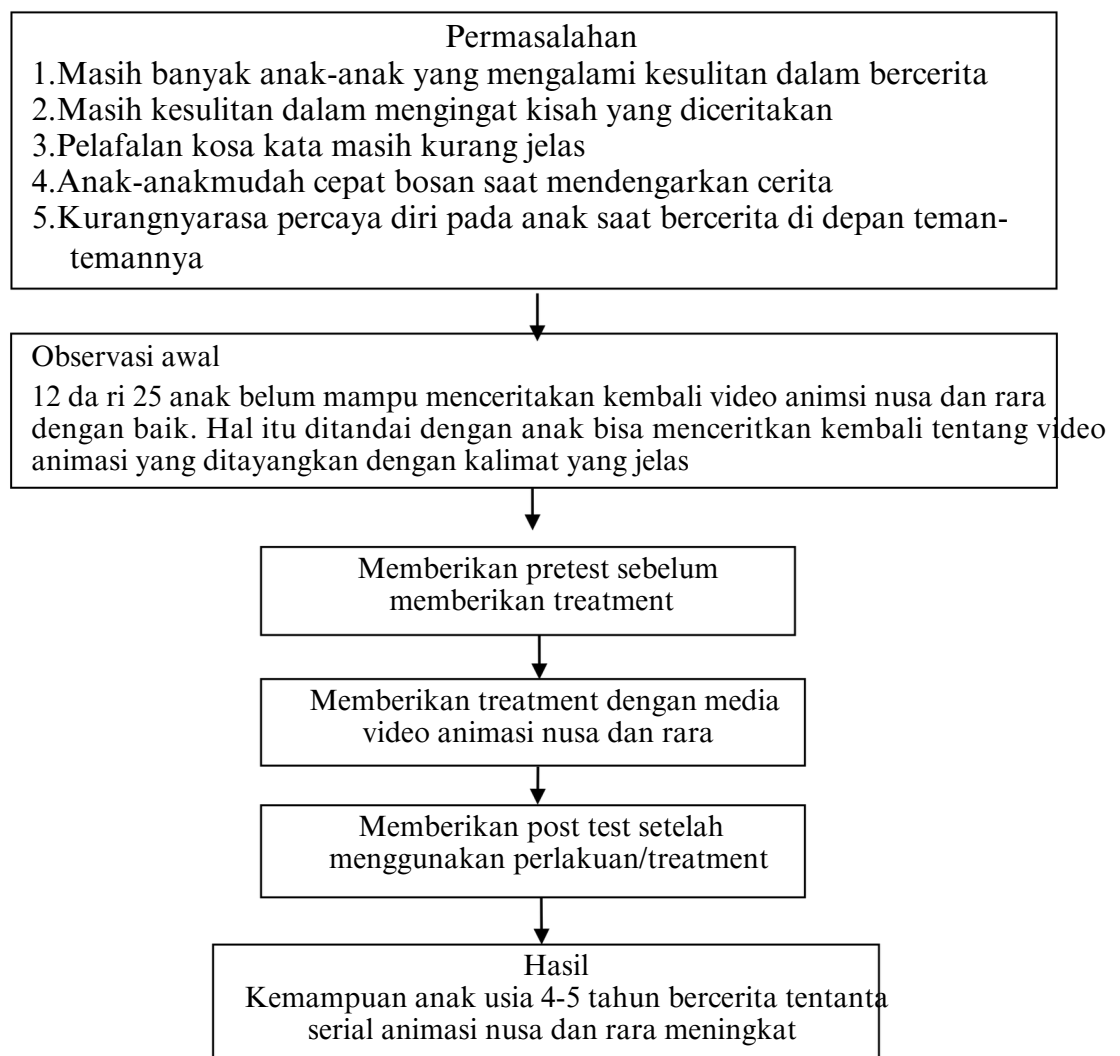 Permasalahan
1.Masih banyak anak-anak yang mengalami kesulitan dalam bercerita
2.Masih kesulitan dalam mengingat kisah yang diceritakan
3.Pelafalan kosa kata masih kurang jelas
4.Anak-anakmudah cepat bosan saat mendengarkan cerita
5.Kurangnyarasa percaya diri pada anak saat bercerita di depan teman-
temannya
Observasi awal
12 da ri 25 anak belum mampu menceritakan kembali video animsi nusa dan rara
dengan baik. Hal itu ditandai dengan anak bisa menceritkan kembali tentang video
animasi yang ditayangkan dengan kalimat yang jelas
Memberikan pretest sebelum
memberikan treatment
Memberikan treatment dengan media
video animasi nusa dan rara
Memberikan post test setelah
menggunakan perlakuan/treatment
Hasil
Kemampuan anak usia 4-5 tahun bercerita tentanta
serial animasi nusa dan rara meningkat